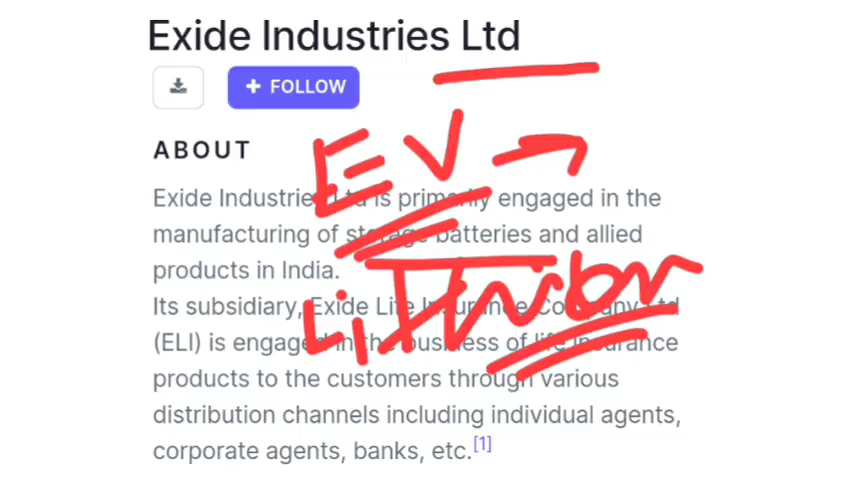 Exide Industries Ltd
+ FOLLOW
ABOUT
EV
Exide Industries Ltd is primarily engaged in the
manufacturing of storage batteries and allied
products in India.
Its subsidiary, Exide Life Insurance Company Ltd
(ELI) is engaged in the business of life insurance
products to the customers through various
distribution channels including individual agents,
corporate agents, banks, etc.[1]